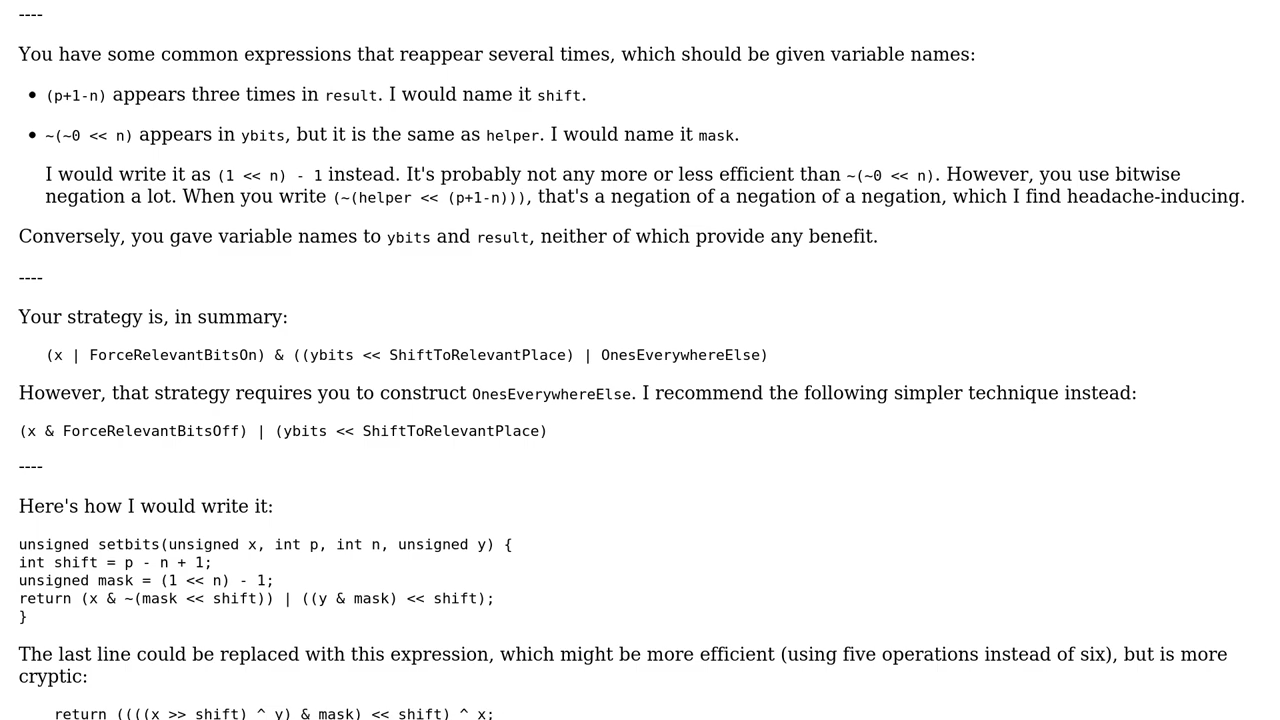 ----
You have some common expressions that reappear several times, which should be given variable names:
• (p+1-n) appears three times in result. I would name it shift.
• ~(~0 << n) appears in ybits, but it is the same as helper. I would name it mask.
I would write it as (1 << n) - 1 instead. It's probably not any more or less efficient than ~(~0 << n). However, you use bitwise
negation a lot. When you write (~(helper << (p+1-n))), that's a negation of a negation of a negation, which I find headache-inducing.
Conversely, you gave variable names to ybits and result, neither of which provide any benefit.
----
Your strategy is, in summary:
(x | ForceRelevantBitsOn) & ((ybits << ShiftToRelevantPlace) | OnesEverywhereElse)
However, that strategy requires you to construct OnesEverywhereElse. I recommend the following simpler technique instead:
(x & ForceRelevantBitsOff) | (ybits << ShiftToRelevantPlace)
----
Here's how I would write it:
unsigned setbits(unsigned x, int p, int n, unsigned y) {
int shift = p - n + 1;
unsigned mask = (1 << n) - 1;
return (x & ~(mask << shift)) | ((y & mask) << shift);
}
The last line could be replaced with this expression, which might be more efficient (using five operations instead of six), but is more
cryptic:
return ((((x >> shift) ^ y) & mask) << shift) ^ x;